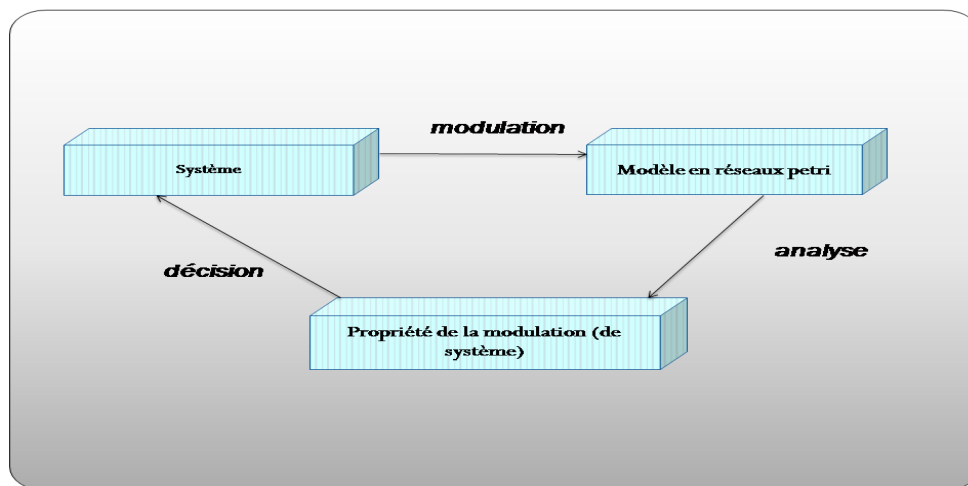 modulation
Système
Modèle en réseaux petri
analyse
décision
Propriété de la modulation (de
système)